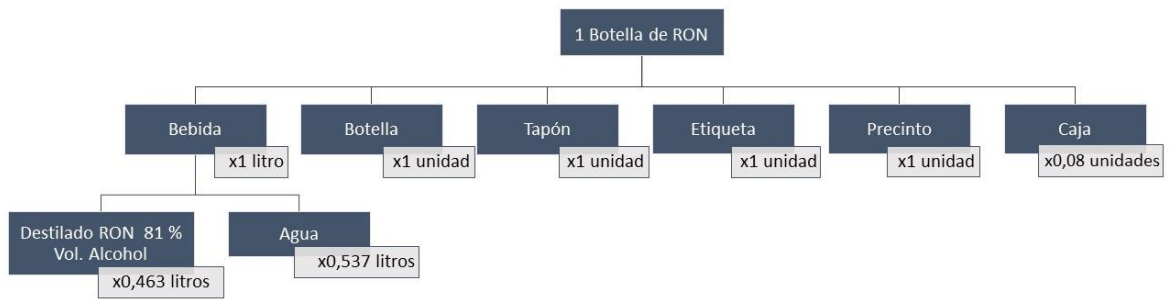 1 Botella de RON
Bebida
x1 litro
Botella
x1 unidad
Tapón
x1 unidad
Etiqueta
x1 unidad
Precinto
x1 unidad
Caja
x0,08 unidades
Destilado RON 81 %
Vol. Alcohol
x0,463 litros
Agua
x0,537 litros